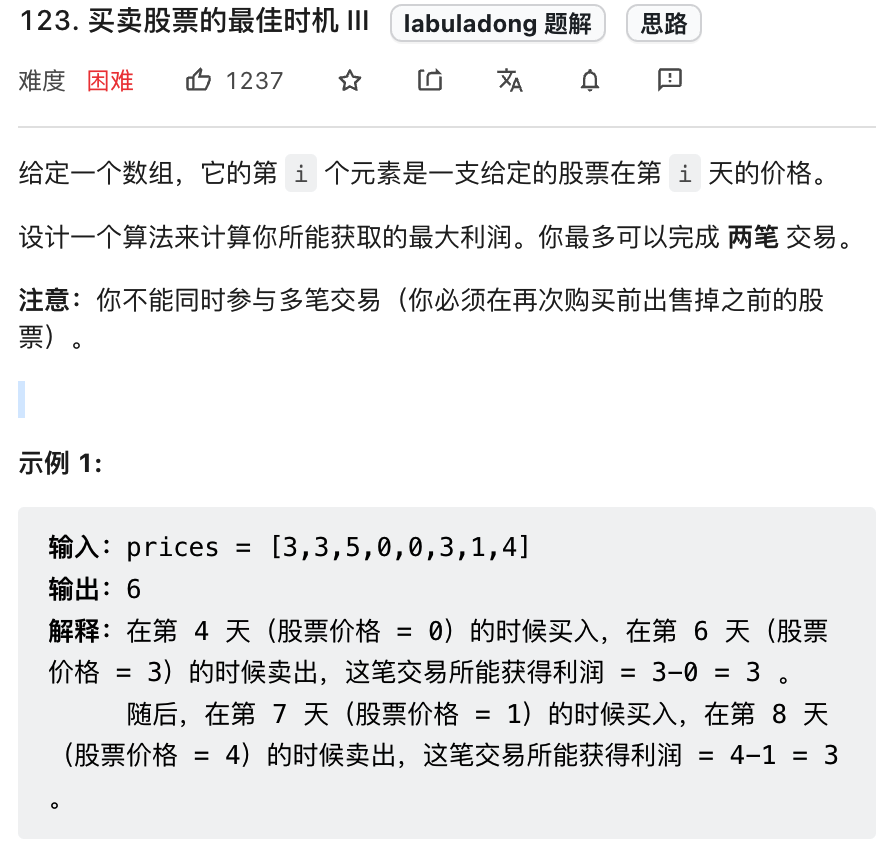 123. 买卖股票的最佳时机 III labuladong 题解 思路
难度 困难 1237
给定一个数组，它的第 i 个元素是一支给定的股票在第 i 天的价格。
设计一个算法来计算你所能获取的最大利润。你最多可以完成 两笔 交易。
注意：你不能同时参与多笔交易（你必须在再次购买前出售掉之前的股
票）。
示例 1:
输入：prices = [3,3,5,0,0,3,1,4]
输出：6
解释：在第 4 天（股票价格 = 0）的时候买入，在第 6 天（股票
价格 = 3）的时候卖出，这笔交易所能获得利润 = 3-0 = 3 。
随后，在第 7 天（股票价格 = 1）的时候买入，在第 8 天
（股票价格 = 4）的时候卖出，这笔交易所能获得利润 = 4-1 = 3
。